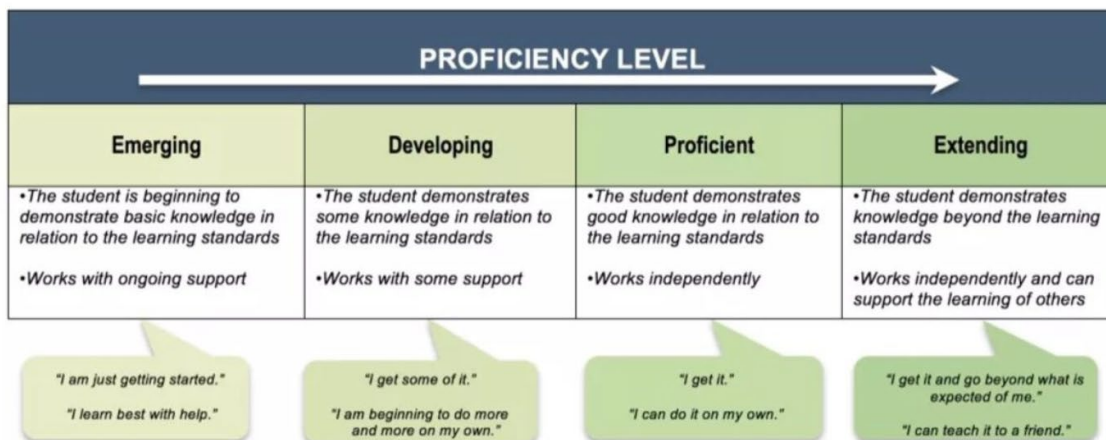 PROFICIENCY LEVEL
Emerging
Developing
Proficient
Extending
•The student is beginning to
demonstrate basic knowledge in
relation to the learning standards
•Works with ongoing support
•The student demonstrates
some knowledge in relation to
the learning standards
•Works with some support
•The student demonstrates
good knowledge in relation to
the learning standards
•Works independently
•The student demonstrates
knowledge beyond the learning
standards
•Works independently and can
support the learning of others
"I am just getting started."
"I learn best with help."
"I get some of it."
"I am beginning to do more
and more on my own."
"I get it."
"I can do it on my own."
"I get it and go beyond what is
expected of me."
"I can teach it to a friend."